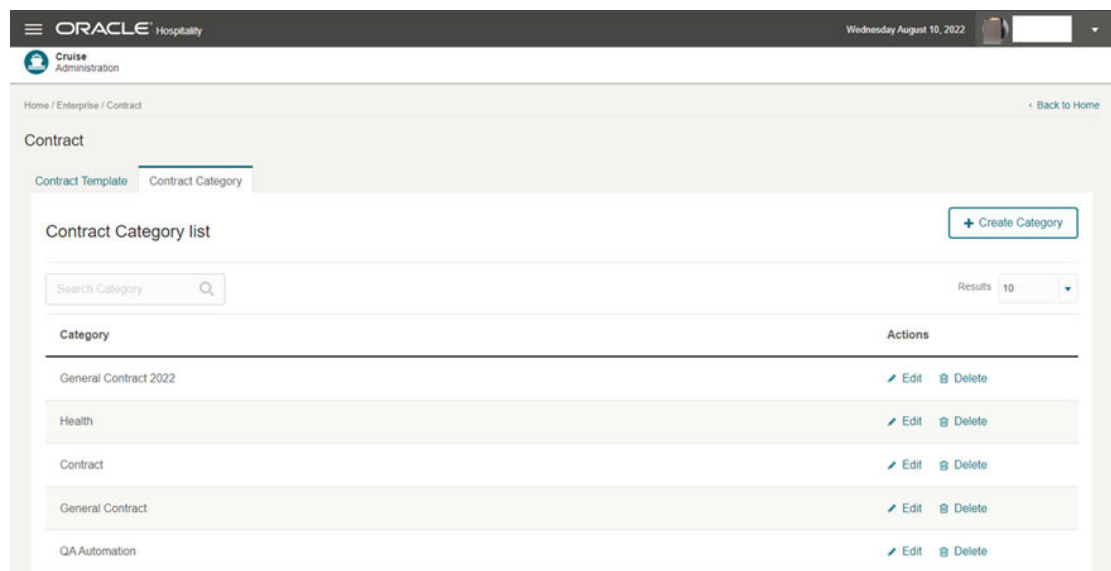 ORACLE Hospitality Wednesday August 10, 2022
Cruise
Administration
Home / Enterprise / Contract ‹ Back to Home
Contract
Contract Template Contract Category
Contract Category list + Create Category
Search Category Results 10
Category Actions
General Contract 2022 Edit Delete
Health Edit Delete
Contract Edit Delete
General Contract Edit Delete
QA Automation Edit Delete